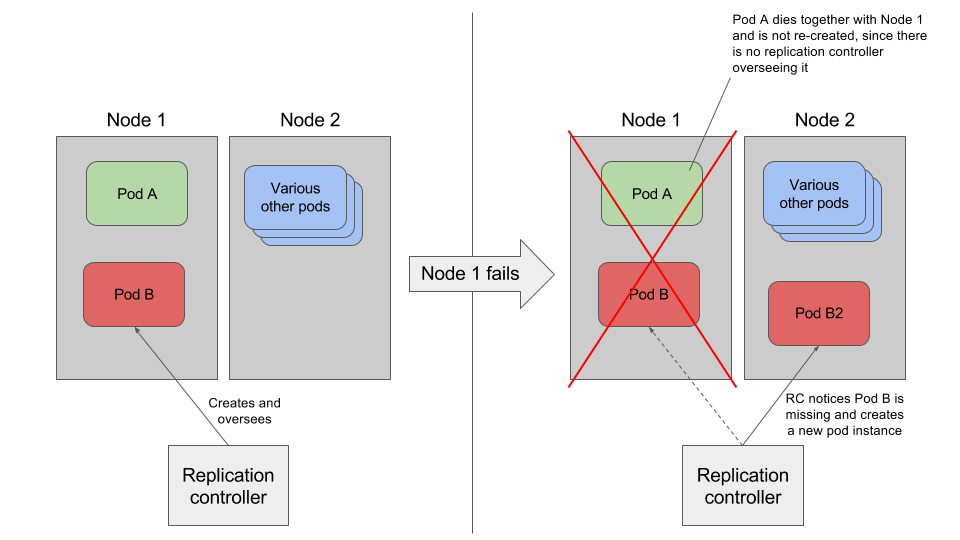 Node 1
Node 2
Pod A
Various
other pods
Pod B
Creates and
oversees
Replication
controller
Node 1 fails
Pod A dies together with Node 1
and is not re-created, since there
is no replication controller
overseeing it
Node 1
Node 2
Pod A
Various
other pods
Pod B
Pod B2
RC notices Pod B is
missing and creates
a new pod instance
Replication
controller